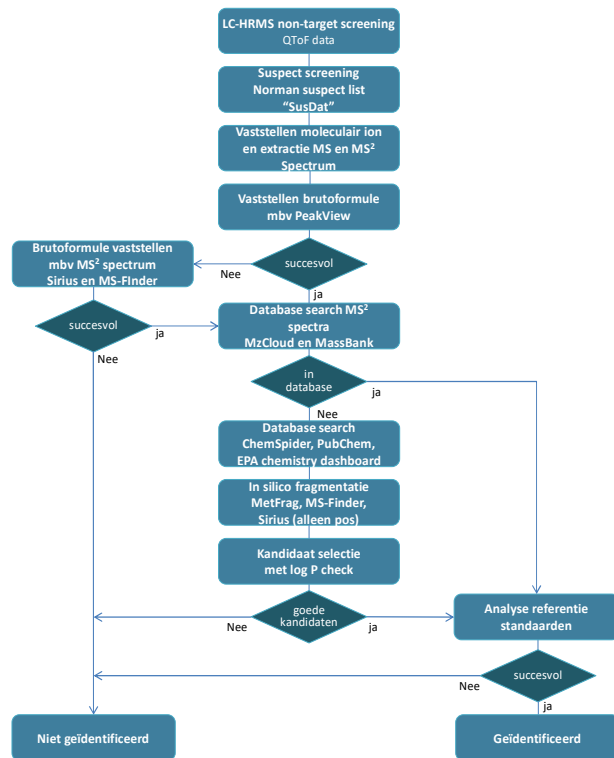 LC-HRMS non-target screening
QToF data
Suspect screening
Norman suspect list
“SusDat”
Vaststellen moleculair ion
en extractie MS en MS²
Spectrum
Vaststellen brutoformule
mbv PeakView
Brutoformule vaststellen
mbv MS² spectrum
Sirius en MS-FInder
Nee
succesvol
ja
succesvol
ja
Nee
Database search MS²
spectra
MzCloud en MassBank
in
database
ja
Nee
Database search
ChemSpider, PubChem,
EPA chemistry dashboard
In silico fragmentatie
MetFrag, MS-Finder,
Sirius (alleen pos)
Kandidaat selectie
met log P check
goede
kandidaten
Nee
ja
Analyse referentie
standaarden
succesvol
Nee
ja
Niet geïdentificeerd
Geïdentificeerd